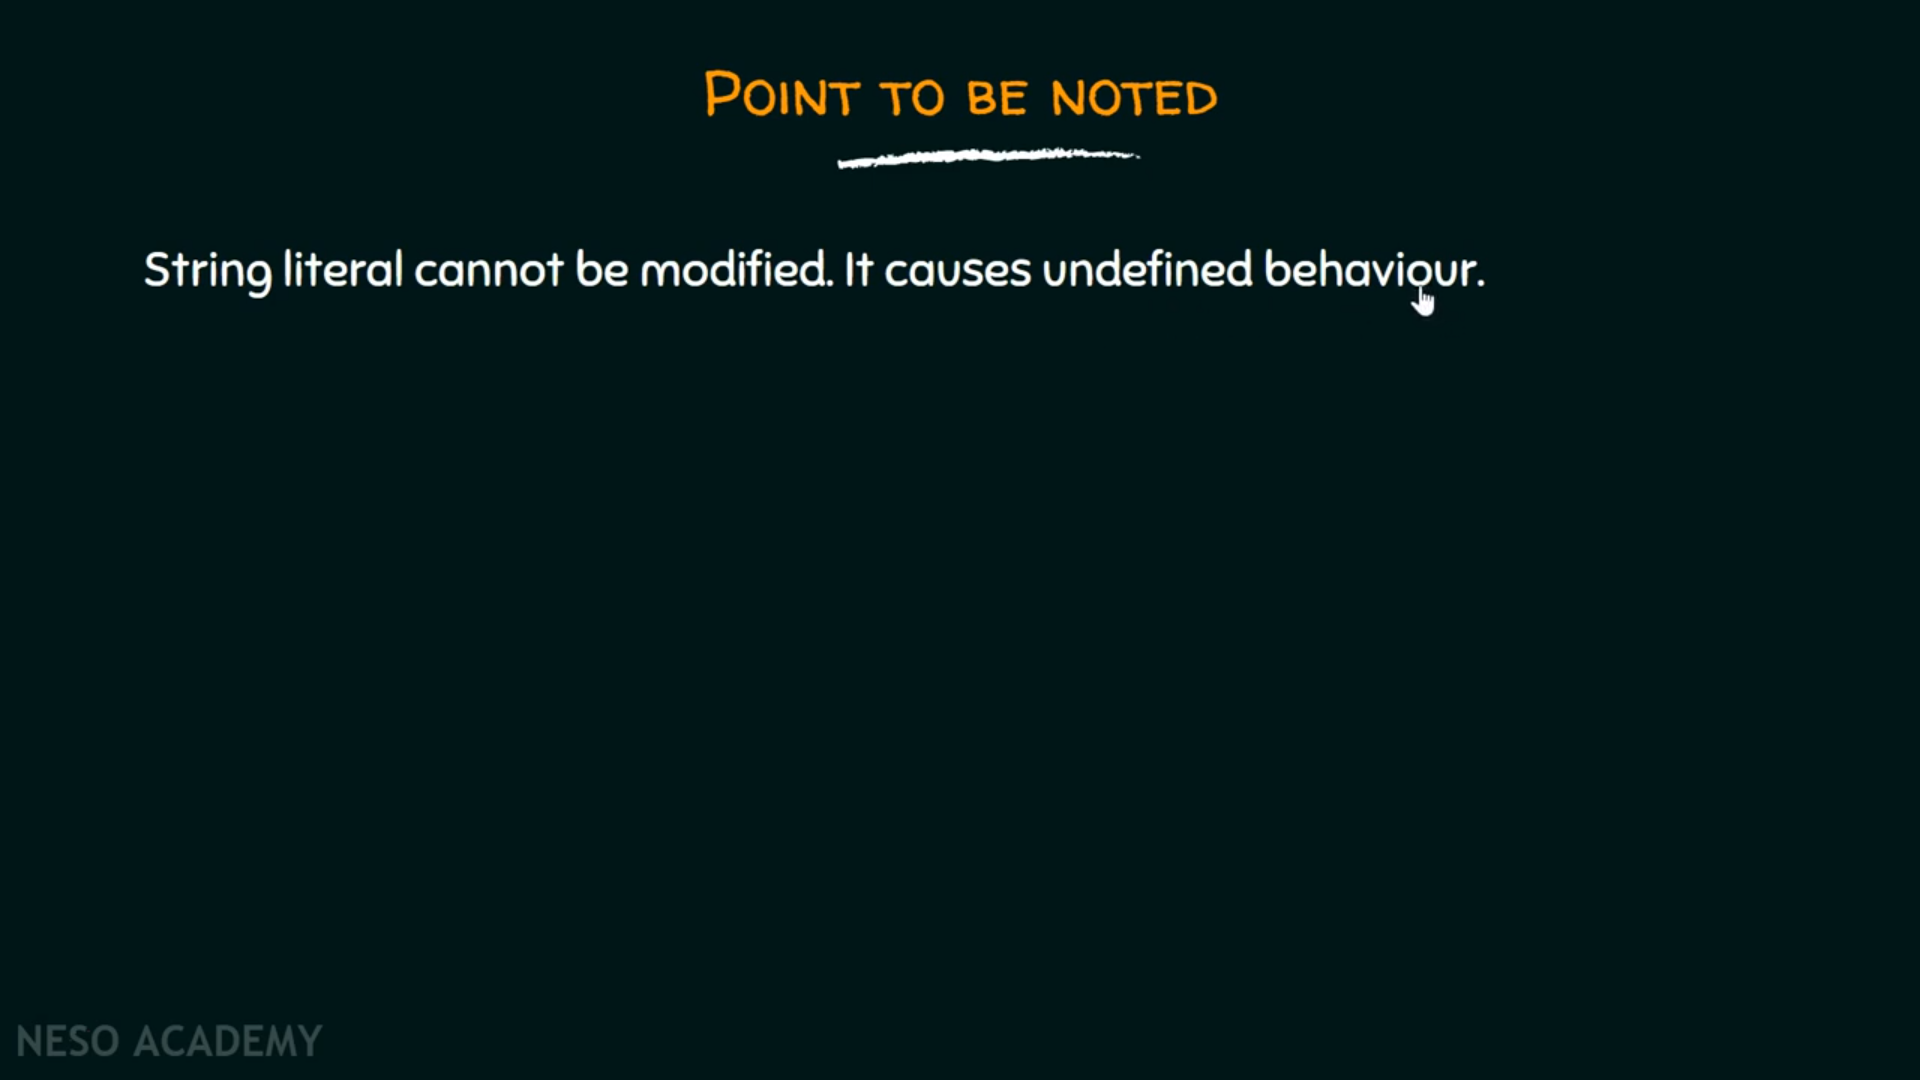 POINT TO BE NOTED
String literal cannot be modified. It causes undefined behaviour.
NESO ACADEMY